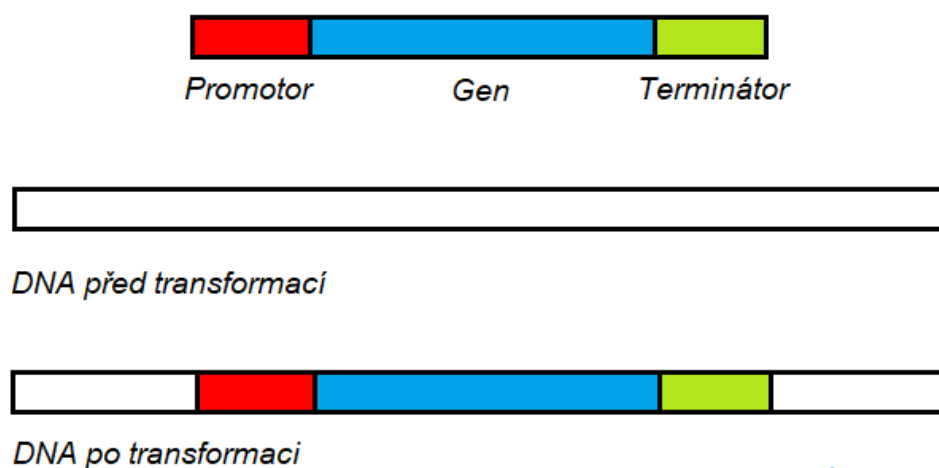 Promotor Gen Terminátor
DNA před transformací
DNA po transformaci